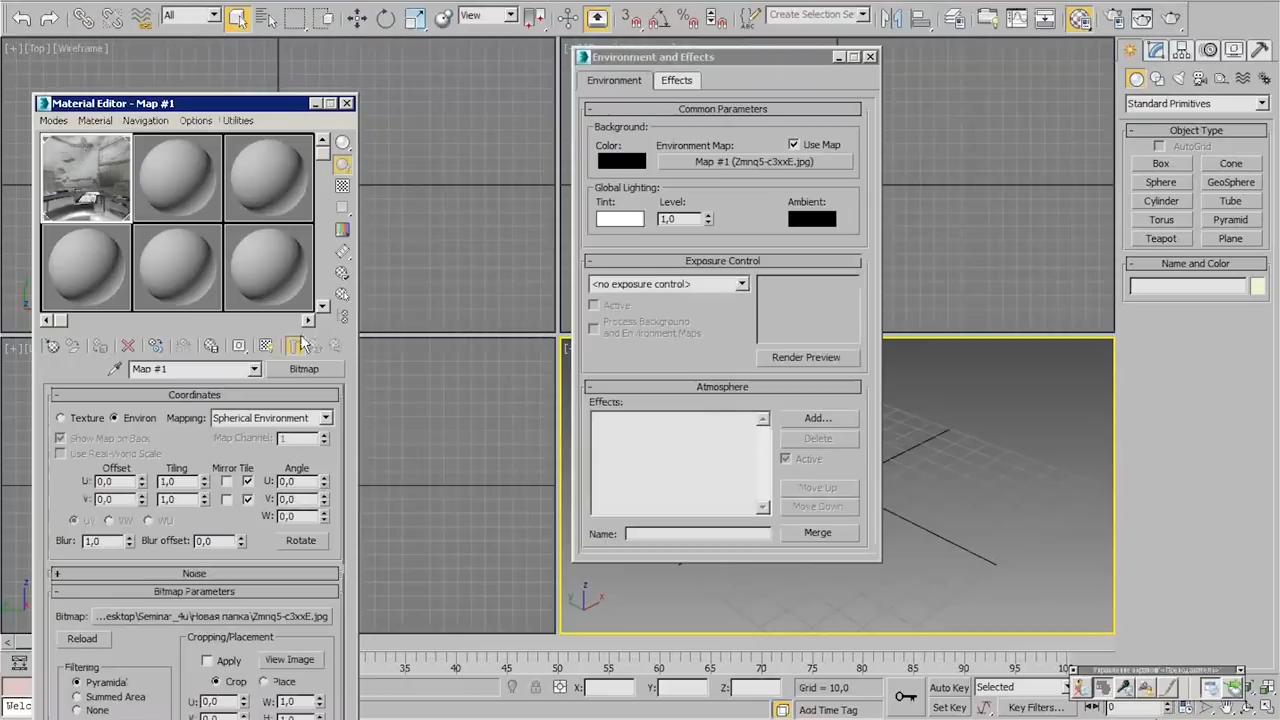 All
View
Create Selection Se
[+] [Top] [Wireframe]
Material Editor - Map #1
Modes Material Navigation Options Utilities
Map #1
Bitmap
Coordinates
Texture Environ Mapping: Spherical Environment
Show Map on Back Map Channel: 1
Use Real-World Scale
Offset Tiling Mirror Tile Angle
U: 0,0 1,0 U: 0,0
V: 0,0 1,0 V: 0,0
W: 0,0
UV VW WU
Blur: 1,0 Blur offset: 0,0 Rotate
Noise
Bitmap Parameters
Bitmap: ...esktop\Seminar_4u\Новая папка\Zmnq5-c3xxE.jpg
Reload
Cropping/Placement
Apply View Image
Filtering
Pyramidal
Crop Place
Summed Area
U: 0,0 W: 1,0
None
Environment and Effects
Environment Effects
Common Parameters
Background:
Color: Environment Map: Use Map
Map #1 (Zmnq5-c3xxE.jpg)
Global Lighting:
Tint: Level: Ambient:
1,0
Exposure Control
<no exposure control>
Active
Process Background
and Environment Maps
Render Preview
Atmosphere
Effects:
Add...
Delete
Active
Move Up
Move Down
Name: Merge
Standard Primitives
Object Type
AutoGrid
Box Cone
Sphere GeoSphere
Cylinder Tube
Torus Pyramid
Teapot Plane
Name and Color
z
x
35 40 45 50 55 60 65 70 75 80 85 90 95 100
X: Y: Z: Grid = 10,0
Auto Key Selected
Welc
Add Time Tag
Set Key Key Filters...
0